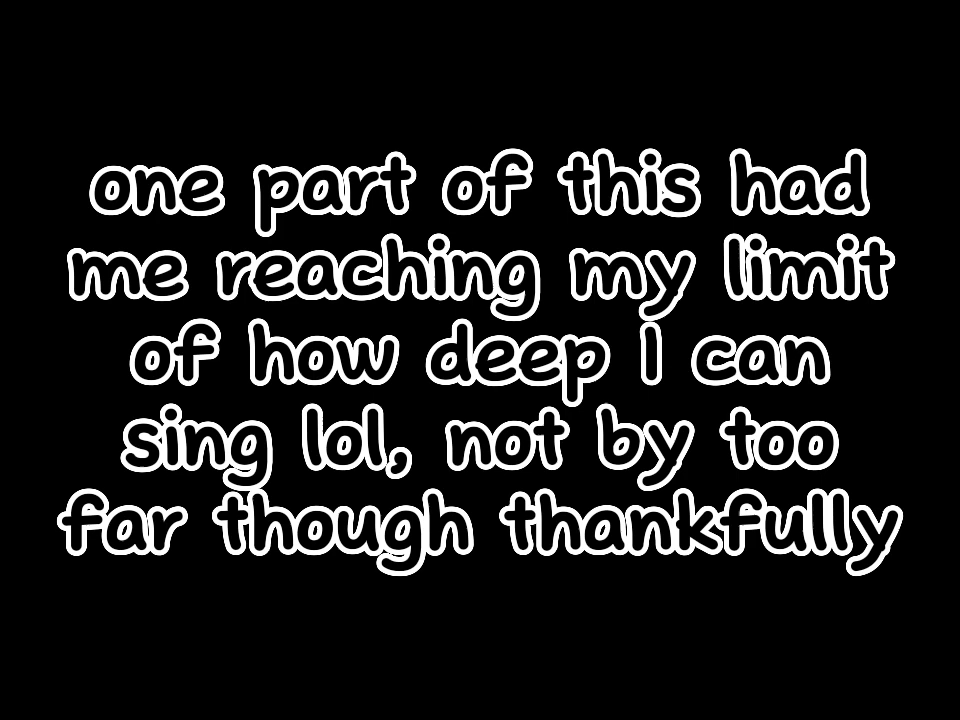 one part of this had
me reaching my limit
of how deep I can
sing lol, not by too
far though thankfully